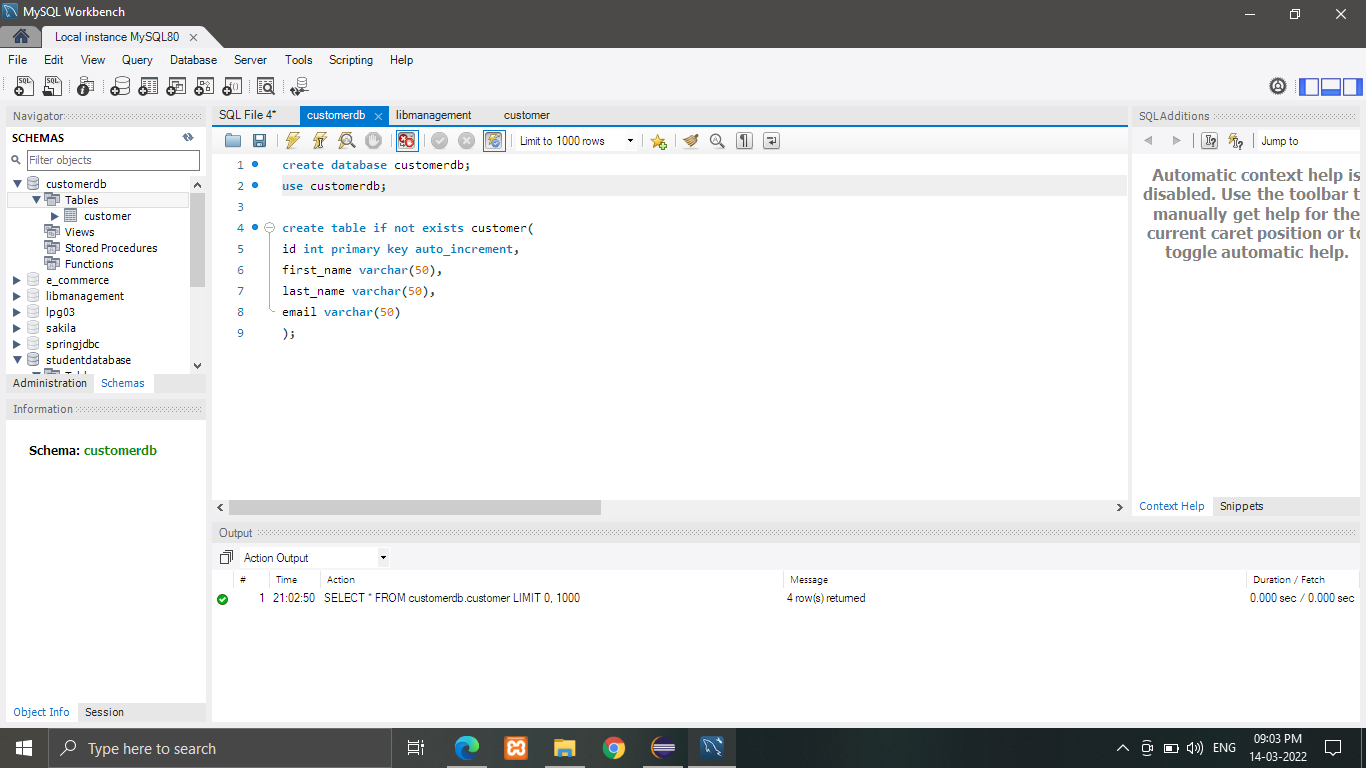 MySQL Workbench
Local instance MySQL80
File Edit View Query Database Server Tools Scripting Help
Navigator
SCHEMAS
Filter objects
customerdb
Tables
customer
Views
Stored Procedures
Functions
e_commerce
libmanagement
lpg03
sakila
springjdbc
studentdatabase
Administration Schemas
Information
Schema: customerdb
Object Info Session
SQL File 4* customerdb libmanagement customer
Limit to 1000 rows
1 create database customerdb;
2 use customerdb;
3
4 create table if not exists customer(
5 id int primary key auto_increment,
6 first_name varchar(50),
7 last_name varchar(50),
8 email varchar(50)
9 );
Output
Action Output
# Time Action Message Duration / Fetch
1 21:02:50 SELECT * FROM customerdb.customer LIMIT 0, 1000 4 row(s) returned 0.000 sec / 0.000 sec
SQLAdditions
Jump to
Automatic context help is
disabled. Use the toolbar t
manually get help for the
current caret position or to
toggle automatic help.
Context Help Snippets
Type here to search
ENG
09:03 PM
14-03-2022